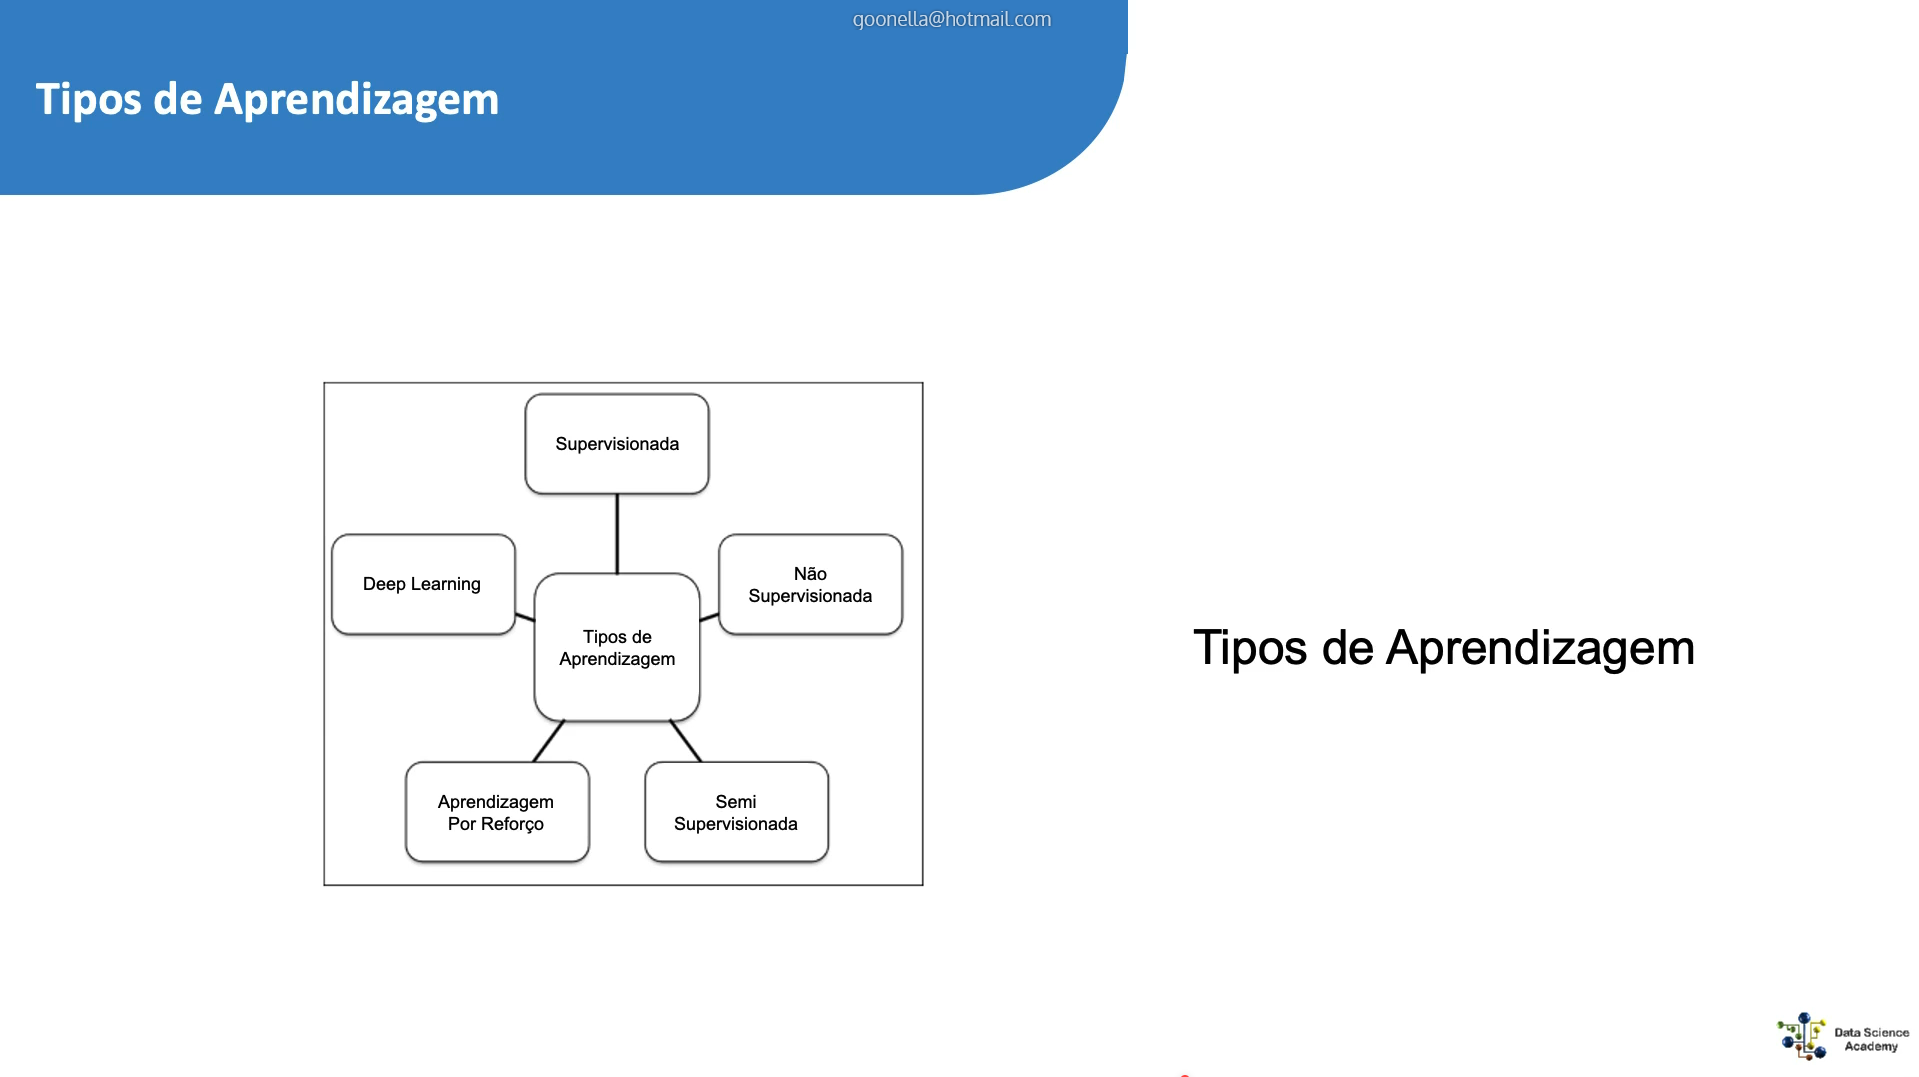 goonella@hotmail.com
Tipos de Aprendizagem
Supervisionada
Deep Learning
Não
Supervisionada
Tipos de
Aprendizagem
Aprendizagem
Por Reforço
Semi
Supervisionada
Tipos de Aprendizagem
Data Science
Academy